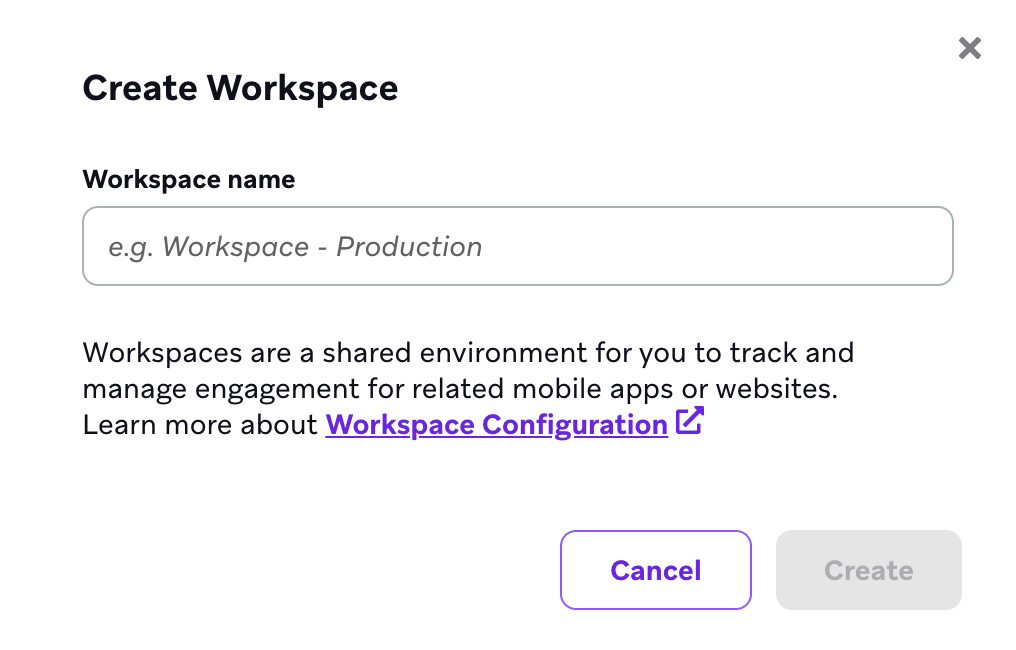 Create Workspace
Workspace name
e.g. Workspace - Production
Workspaces are a shared environment for you to track and
manage engagement for related mobile apps or websites.
Learn more about Workspace Configuration
Cancel
Create